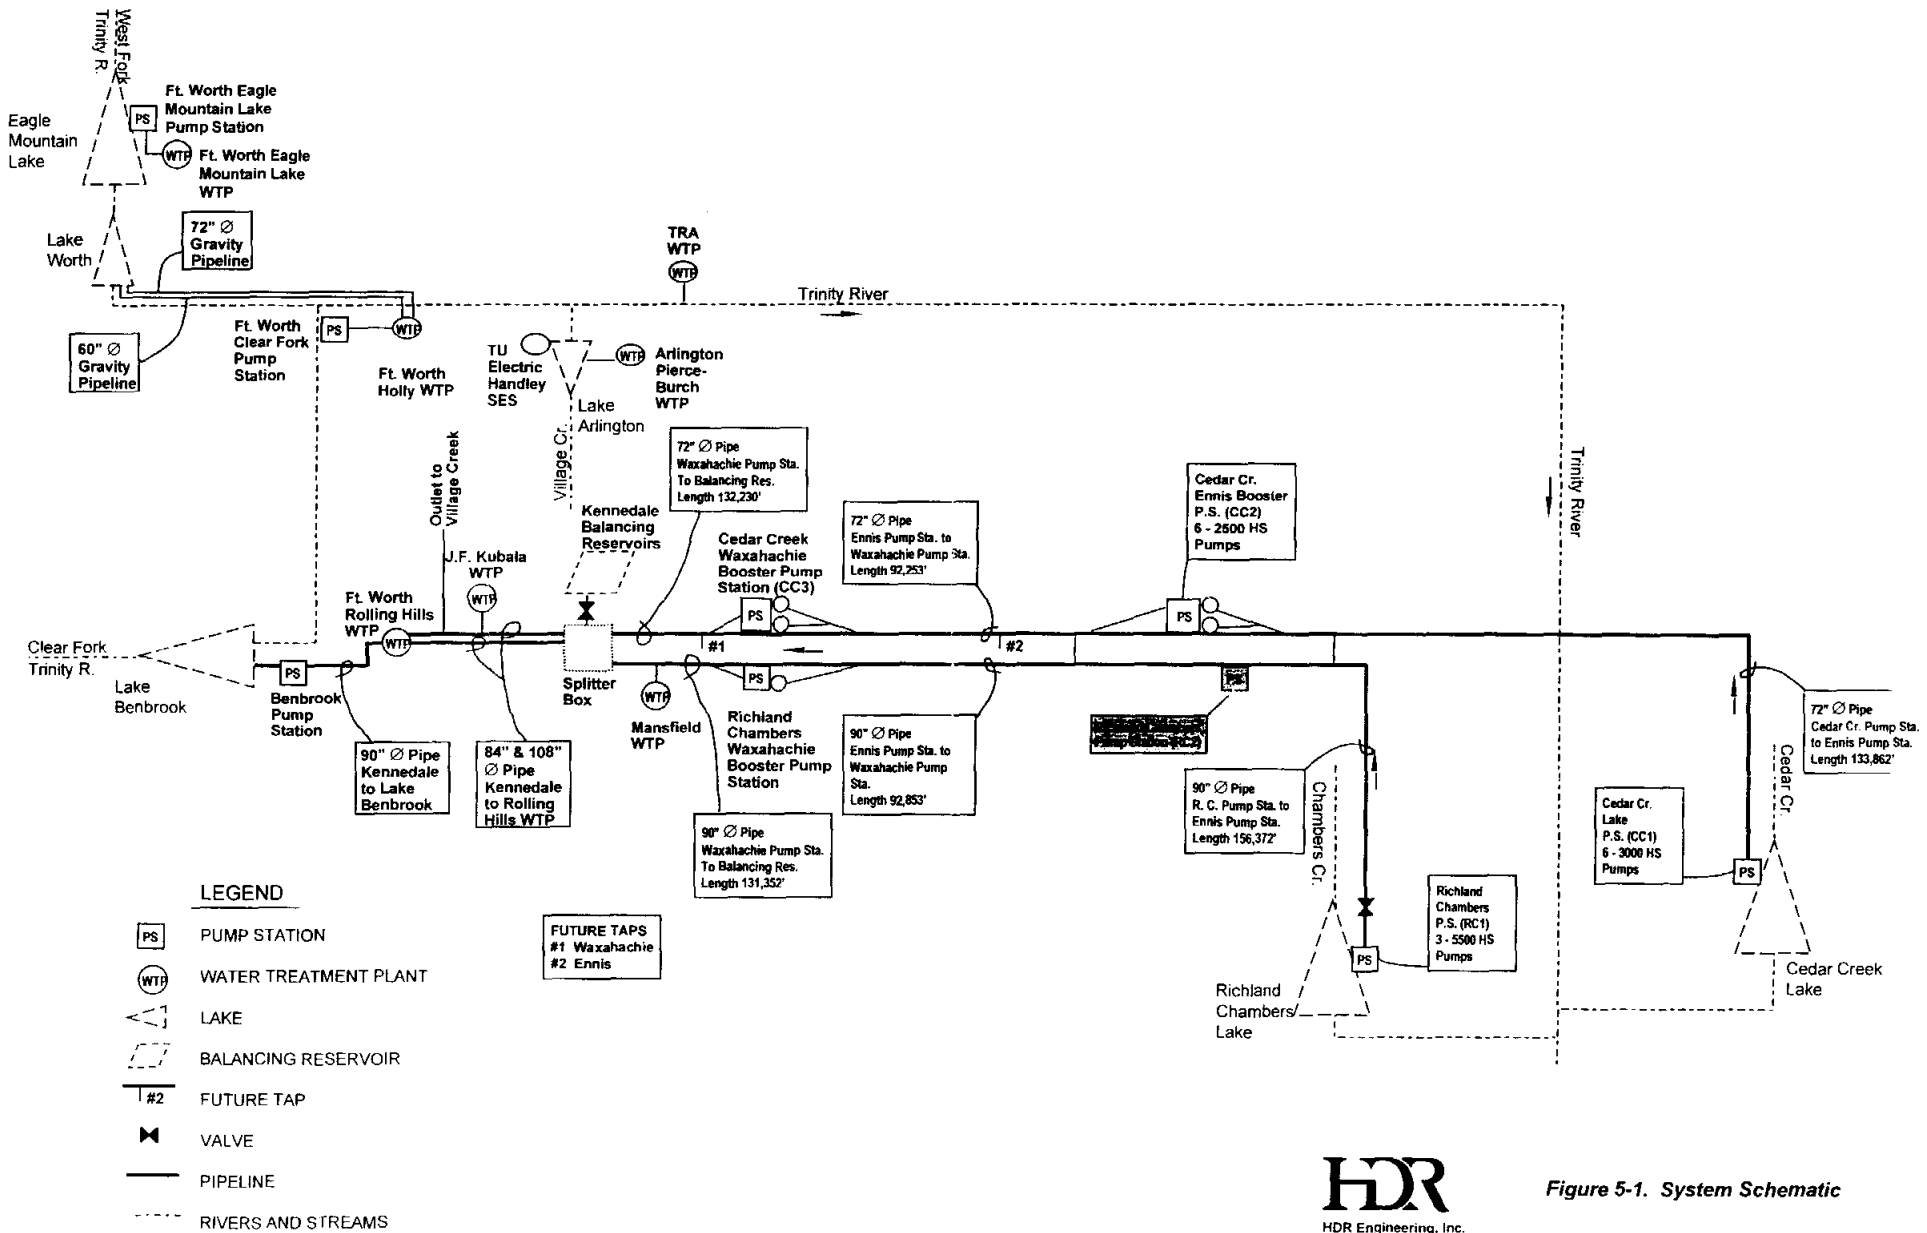 West Fork
Trinity R.
Eagle
Mountain
Lake
PS
Ft. Worth Eagle
Mountain Lake
Pump Station
WTP
Ft. Worth Eagle
Mountain Lake
WTP
Lake
Worth
72" Ø
Gravity
Pipeline
60" Ø
Gravity
Pipeline
Ft. Worth
Clear Fork
Pump
Station
PS
WTP
Ft. Worth
Holly WTP
TRA
WTP
WTP
Trinity River
TU
Electric
Handley
SES
WTP
Arlington
Pierce-
Burch
WTP
Lake
Arlington
Village Cr.
Outlet to
Village Creek
J.F. Kubala
WTP
WTP
Kennedale
Balancing
Reservoirs
72" Ø Pipe
Waxahachie Pump Sta.
To Balancing Res.
Length 132,230'
Cedar Creek
Waxahachie
Booster Pump
Station (CC3)
PS
72" Ø Pipe
Ennis Pump Sta. to
Waxahachie Pump Sta.
Length 92,253'
Cedar Cr.
Ennis Booster
P.S. (CC2)
6 - 2500 HS
Pumps
PS
Trinity River
Ft. Worth
Rolling Hills
WTP
WTP
Clear Fork
Trinity R.
Lake
Benbrook
PS
Benbrook
Pump
Station
90" Ø Pipe
Kennedale
to Lake
Benbrook
84" & 108"
Ø Pipe
Kennedale
to Rolling
Hills WTP
Splitter
Box
WTP
Mansfield
WTP
#1
#2
PS
Richland
Chambers
Waxahachie
Booster Pump
Station
90" Ø Pipe
Waxahachie Pump Sta.
To Balancing Res.
Length 131,352'
90" Ø Pipe
Ennis Pump Sta. to
Waxahachie Pump
Sta.
Length 92,853'
PS
Pump Station (RC2)
90" Ø Pipe
R. C. Pump Sta. to
Ennis Pump Sta.
Length 156,372'
Chambers Cr.
72" Ø Pipe
Cedar Cr. Pump Sta.
to Ennis Pump Sta.
Length 133,862'
Cedar Cr.
Cedar Cr.
Lake
P.S. (CC1)
6 - 3000 HS
Pumps
PS
Cedar Creek
Lake
Richland
Chambers
P.S. (RC1)
3 - 5500 HS
Pumps
PS
Richland
Chambers
Lake
FUTURE TAPS
#1 Waxahachie
#2 Ennis
LEGEND
PS PUMP STATION
WTP WATER TREATMENT PLANT
LAKE
BALANCING RESERVOIR
#2 FUTURE TAP
VALVE
PIPELINE
RIVERS AND STREAMS
HDR
HDR Engineering, Inc.
Figure 5-1. System Schematic